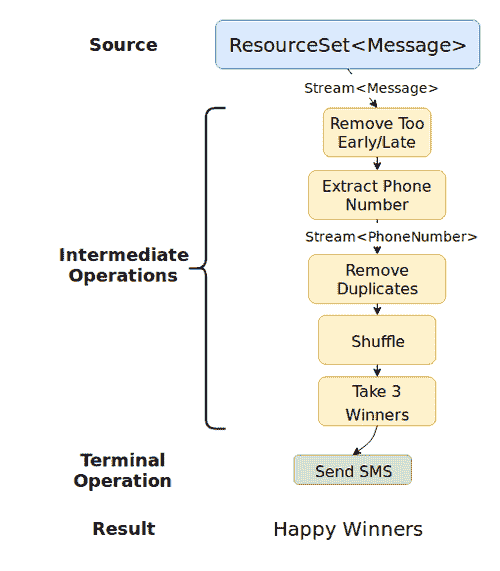 Source
ResourceSet<Message>
Stream<Message>
Remove Too
Early/Late
Extract Phone
Number
Stream<PhoneNumber>
Intermediate
Operations
Remove
Duplicates
Shuffle
Take 3
Winners
Terminal
Operation
Send SMS
Result
Happy Winners